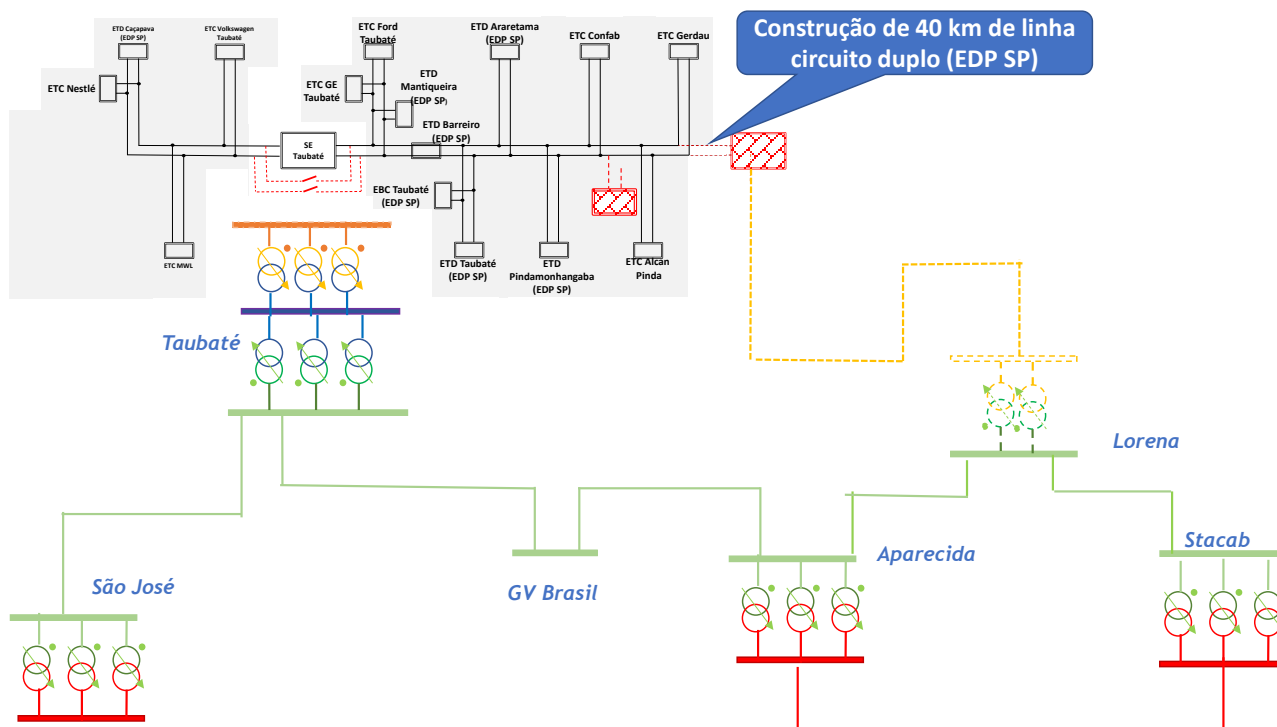 Construção de 40 km de linha
circuito duplo (EDP SP)
ETD Caçapava
(EDP SP)
ETC Volkswagen
Taubaté
ETC Nestlé
ETC Ford
Taubaté
ETC GE
Taubaté
ETD
Mantiqueira
(EDP SP)
ETD Araretama
(EDP SP)
ETC Confab
ETC Gerdau
ETD Barreiro
(EDP SP)
SE
Taubaté
EBC Taubaté
(EDP SP)
ETC MWL
ETD Taubaté
(EDP SP)
ETD
Pindamonhangaba
(EDP SP)
ETC Alcan
Pinda
Taubaté
Lorena
São José
GV Brasil
Aparecida
Stacab